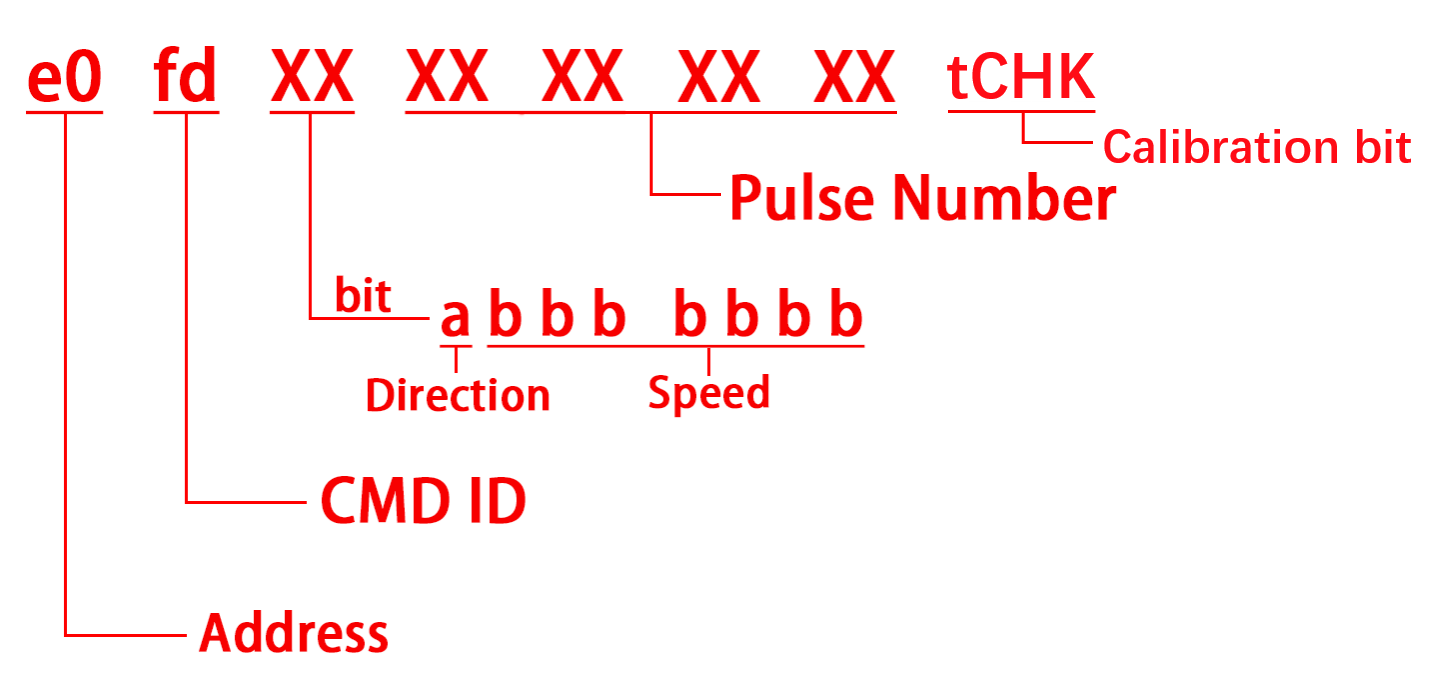 e0 fd XX XX XX XX XX tCHK
Calibration bit
Pulse Number
bit a b b b b b b b
Direction Speed
CMD ID
Address